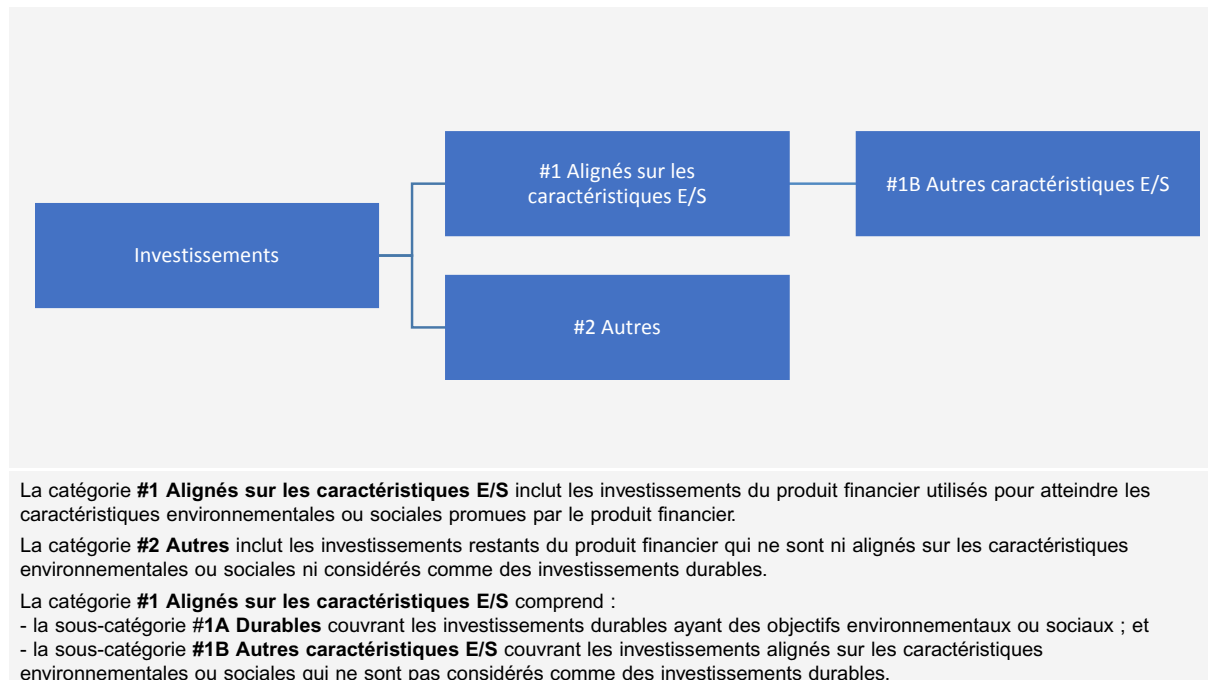 #1 Alignés sur les
caractéristiques E/S
#1B Autres caractéristiques E/S
Investissements
#2 Autres
La catégorie #1 Alignés sur les caractéristiques E/S inclut les investissements du produit financier utilisés pour atteindre les
caractéristiques environnementales ou sociales promues par le produit financier.
La catégorie #2 Autres inclut les investissements restants du produit financier qui ne sont ni alignés sur les caractéristiques
environnementales ou sociales ni considérés comme des investissements durables.
La catégorie #1 Alignés sur les caractéristiques E/S comprend :
- la sous-catégorie #1A Durables couvrant les investissements durables ayant des objectifs environnementaux ou sociaux ; et
- la sous-catégorie #1B Autres caractéristiques E/S couvrant les investissements alignés sur les caractéristiques
environnementales ou sociales qui ne sont pas considérés comme des investissements durables.